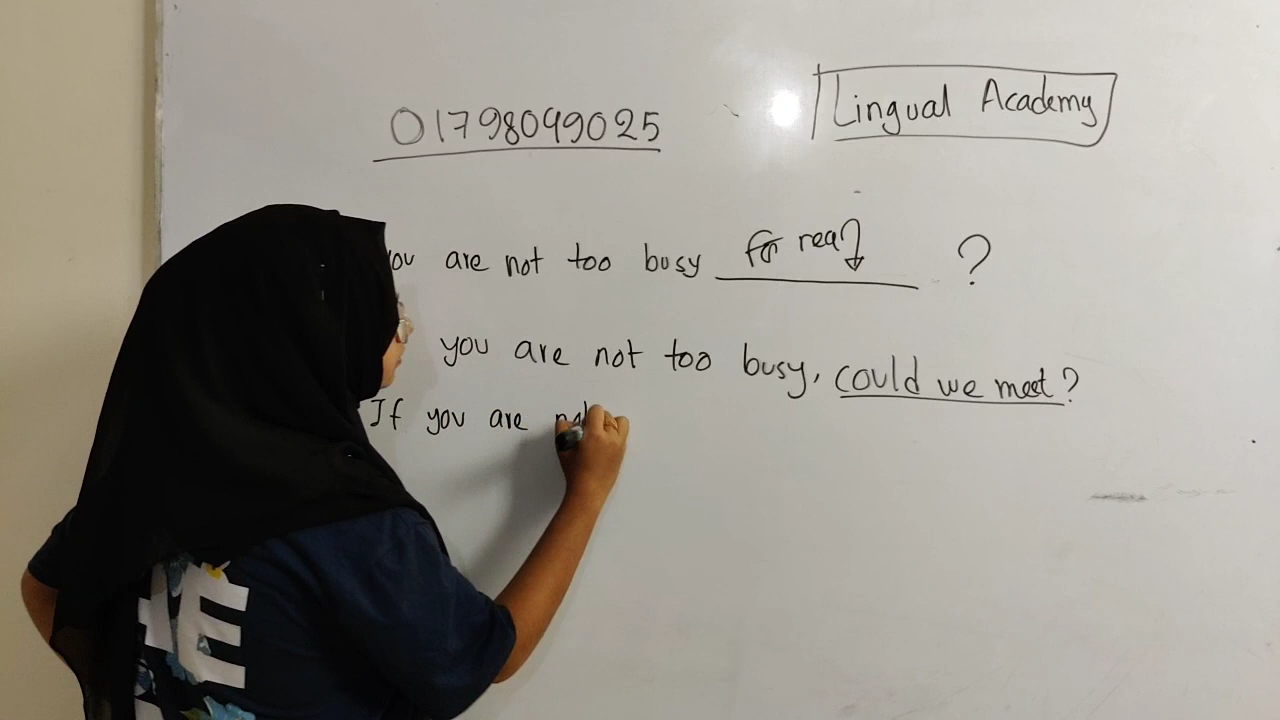 01798049025
Lingual Academy
you are not too busy for real ?
you are not too busy, could we meet?
If you are not